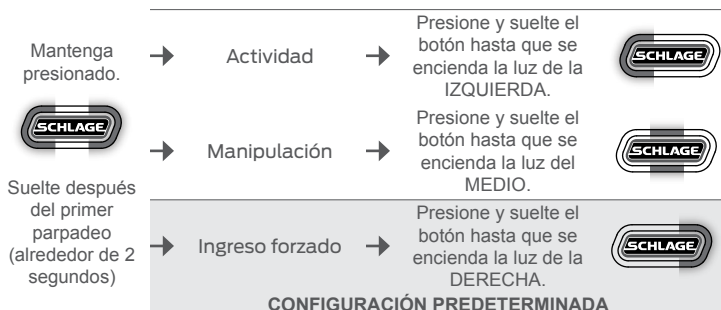 Mantenga
presionado.
SCHLAGE
Suelte después
del primer
parpadeo
(alrededor de 2
segundos)
Actividad
Presione y suelte el
botón hasta que se
encienda la luz de la
IZQUIERDA.
SCHLAGE
Manipulación
Presione y suelte el
botón hasta que se
encienda la luz del
MEDIO.
SCHLAGE
Ingreso forzado
Presione y suelte el
botón hasta que se
encienda la luz de la
DERECHA.
SCHLAGE
CONFIGURACIÓN PREDETERMINADA